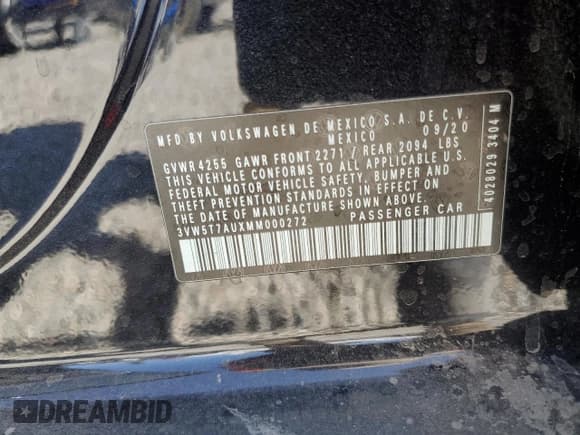 MFD BY VOLKSWAGEN DE MEXICO S.A. DE C.V.
MEXICO 09/20
GVWR4255 GAWR FRONT 2271 / REAR 2094 LBS
THIS VEHICLE CONFORMS TO ALL APPLICABLE U.S.
FEDERAL MOTOR VEHICLE SAFETY, BUMPER AND
THEFT PREVENTION STANDARDS IN EFFECT ON
THE DATE OF MANUFACTURE SHOWN ABOVE.
3VW5T7AUXMM000272 PASSENGER CAR
4028029 3404 M
DREAMBID